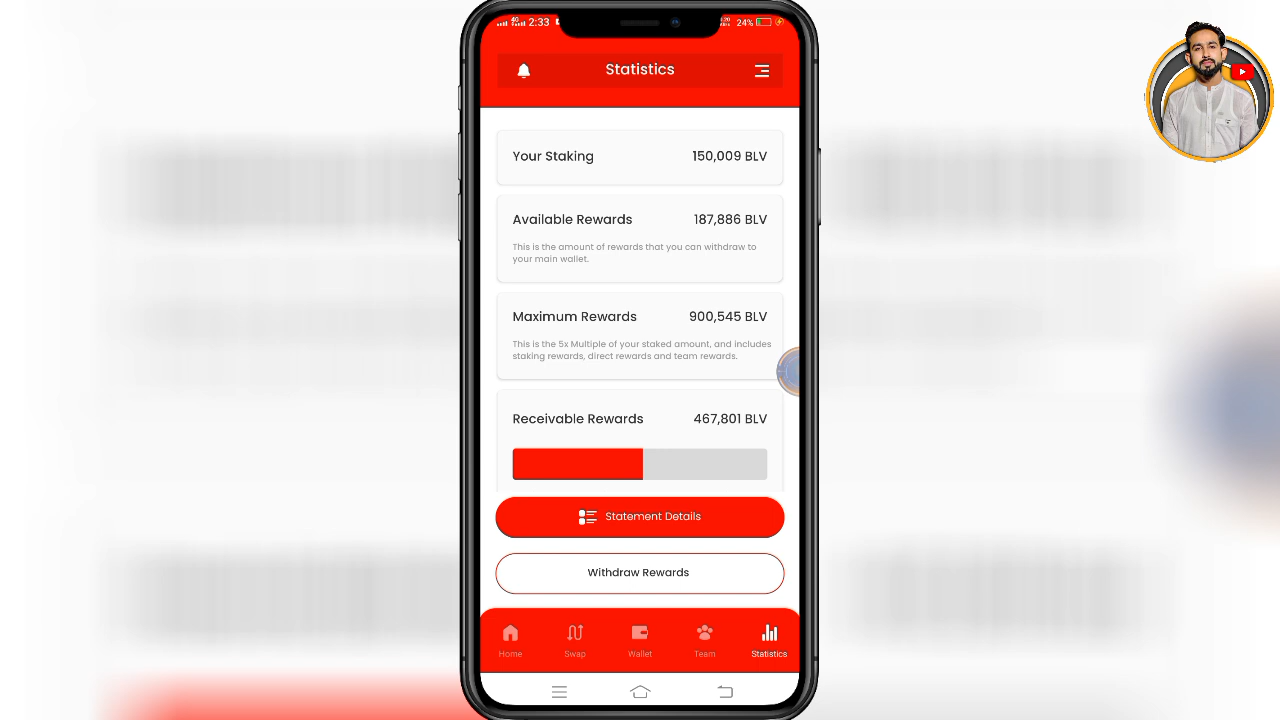 4G 2:33 24%
Statistics
Your Staking 150,009 BLV
Available Rewards 187,886 BLV
This is the amount of rewards that you can withdraw to
your main wallet.
Maximum Rewards 900,545 BLV
This is the 5x Multiple of your staked amount, and includes
staking rewards, direct rewards and team rewards.
Receivable Rewards 467,801 BLV
Statement Details
Withdraw Rewards
Home Swap Wallet Team Statistics